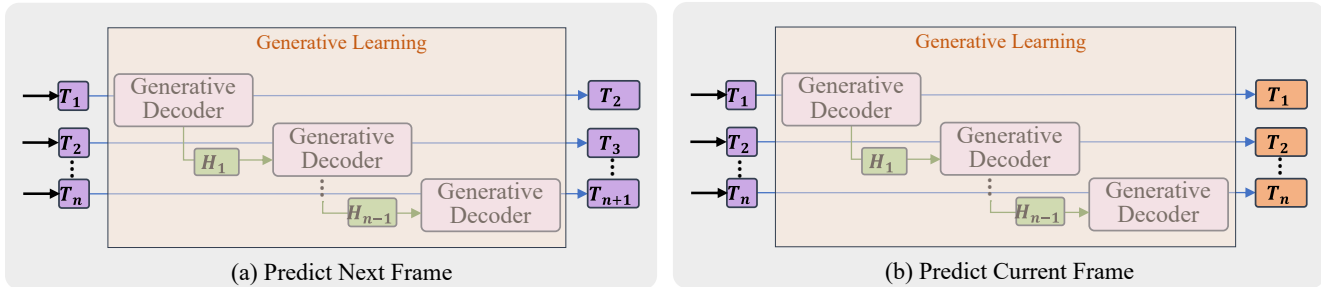 Generative Learning
T1
Generative
Decoder
T2
T2
H1
Generative
Decoder
T3
Tn
Hn−1
Generative
Decoder
Tn+1
(a) Predict Next Frame
Generative Learning
T1
Generative
Decoder
T1
T2
H1
Generative
Decoder
T2
Tn
Hn−1
Generative
Decoder
Tn
(b) Predict Current Frame